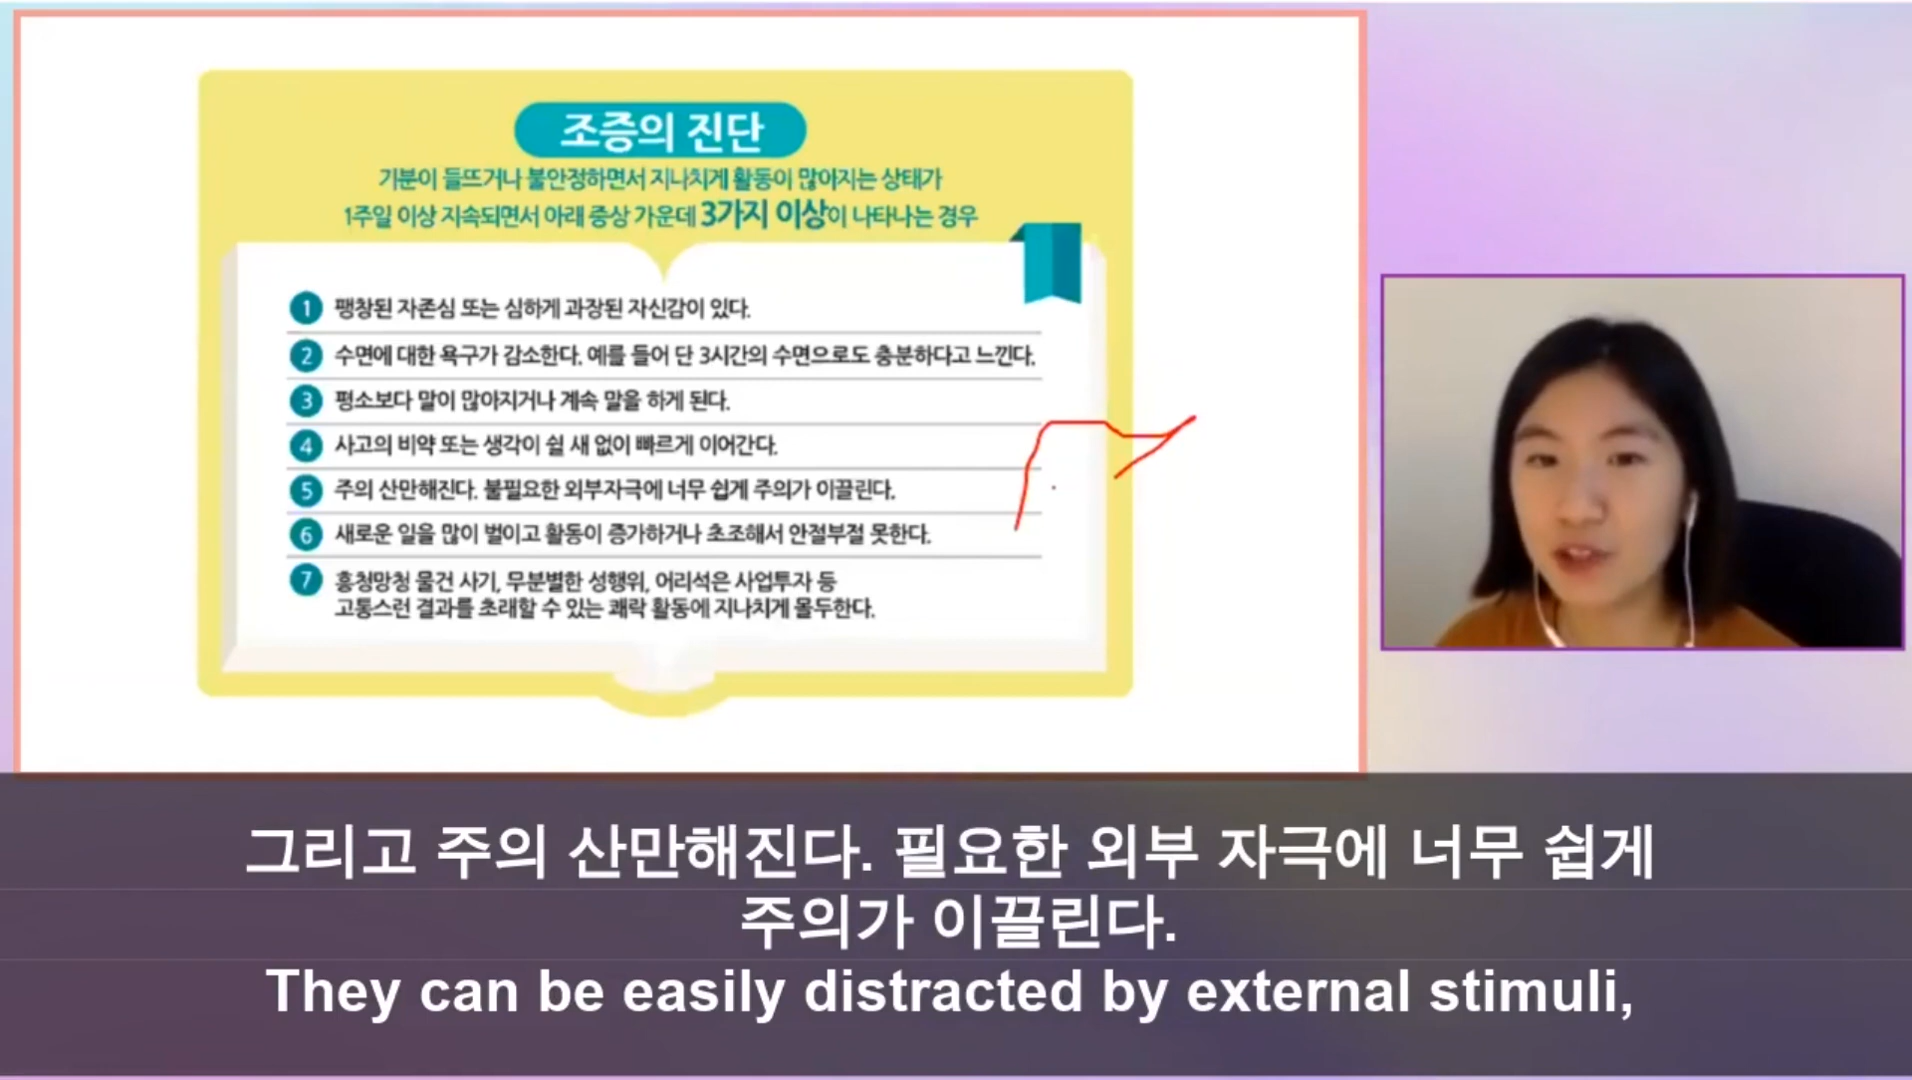 조증의 진단
기분이 들뜨거나 불안정하면서 지나치게 활동이 많아지는 상태가
1주일 이상 지속되면서 아래 증상 가운데 3가지 이상이 나타나는 경우
1 팽창된 자존심 또는 심하게 과장된 자신감이 있다.
2 수면에 대한 욕구가 감소한다. 예를 들어 단 3시간의 수면으로도 충분하다고 느낀다.
3 평소보다 말이 많아지거나 계속 말을 하게 된다.
4 사고의 비약 또는 생각이 쉴 새 없이 빠르게 이어간다.
5 주의 산만해진다. 불필요한 외부자극에 너무 쉽게 주의가 이끌린다.
6 새로운 일을 많이 벌이고 활동이 증가하거나 초조해서 안절부절 못한다.
7 흥청망청 물건 사기, 무분별한 성행위, 어리석은 사업투자 등
고통스런 결과를 초래할 수 있는 쾌락 활동에 지나치게 몰두한다.
그리고 주의 산만해진다. 필요한 외부 자극에 너무 쉽게
주의가 이끌린다.
They can be easily distracted by external stimuli,